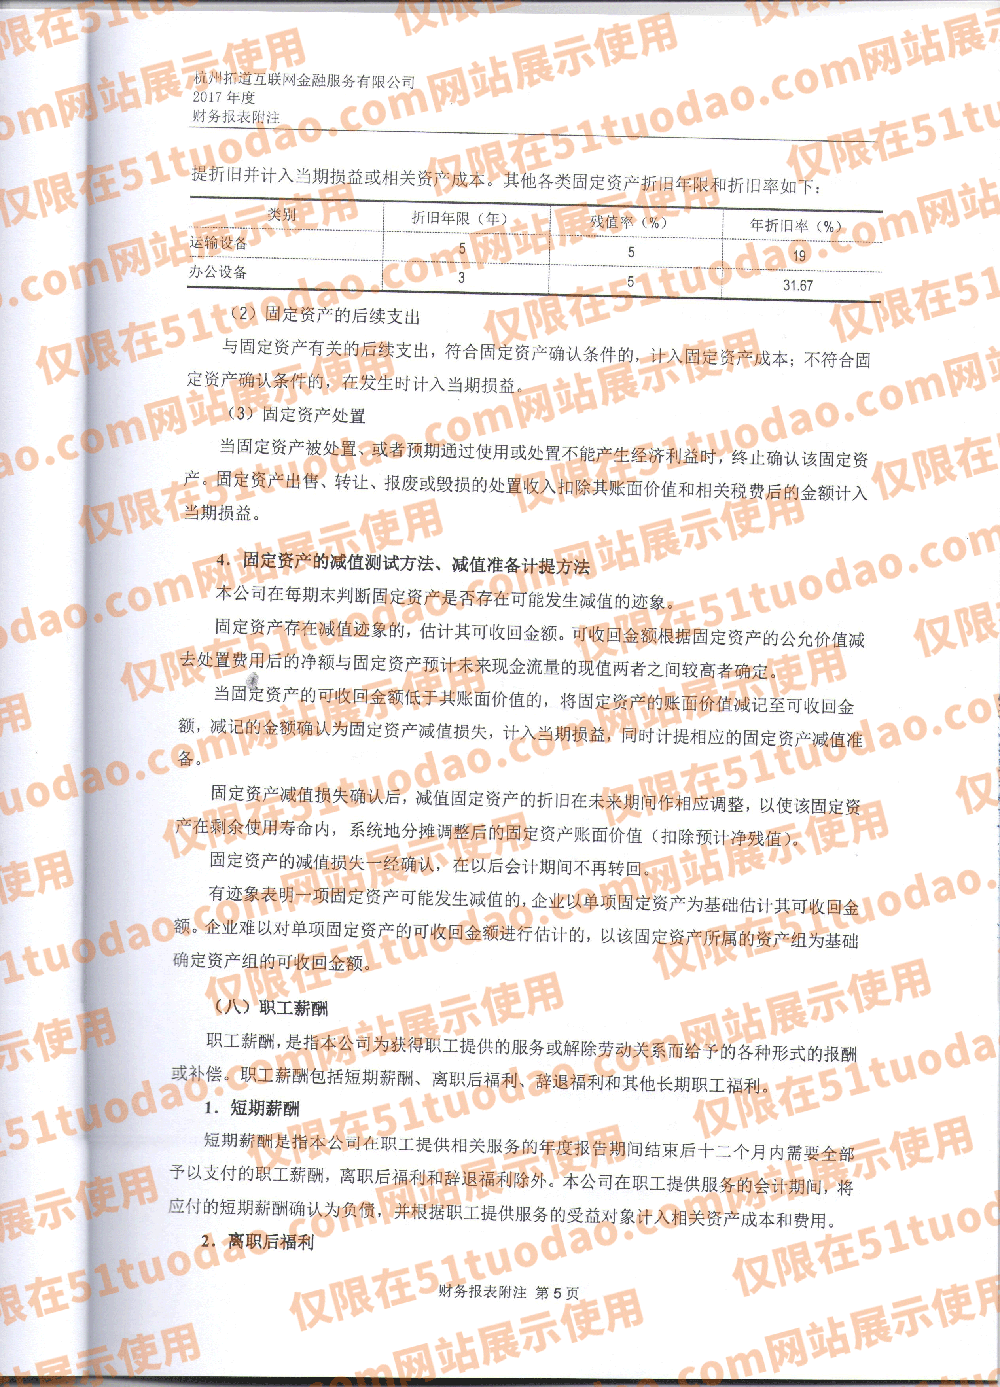 杭州拓道互联网金融服务有限公司
2017 年度
财务报表附注
提折旧并计入当期损益或相关资产成本。其他各类固定资产折旧年限和折旧率如下：
类别 折旧年限（年） 残值率（%） 年折旧率（%）
运输设备 5 5 19
办公设备 3 5 31.67
（2）固定资产的后续支出
与固定资产有关的后续支出，符合固定资产确认条件的，计入固定资产成本；不符合固
定资产确认条件的，在发生时计入当期损益。
（3）固定资产处置
当固定资产被处置、或者预期通过使用或处置不能产生经济利益时，终止确认该固定资
产。固定资产出售、转让、报废或毁损的处置收入扣除其账面价值和相关税费后的金额计入
当期损益。
4．固定资产的减值测试方法、减值准备计提方法
本公司在每期末判断固定资产是否存在可能发生减值的迹象。
固定资产存在减值迹象的，估计其可收回金额。可收回金额根据固定资产的公允价值减
去处置费用后的净额与固定资产预计未来现金流量的现值两者之间较高者确定。
当固定资产的可收回金额低于其账面价值的，将固定资产的账面价值减记至可收回金
额，减记的金额确认为固定资产减值损失，计入当期损益，同时计提相应的固定资产减值准
备。
固定资产减值损失确认后，减值固定资产的折旧在未来期间作相应调整，以使该固定资
产在剩余使用寿命内，系统地分摊调整后的固定资产账面价值（扣除预计净残值）。
固定资产的减值损失一经确认，在以后会计期间不再转回。
有迹象表明一项固定资产可能发生减值的，企业以单项固定资产为基础估计其可收回金
额。企业难以对单项固定资产的可收回金额进行估计的，以该固定资产所属的资产组为基础
确定资产组的可收回金额。
（八）职工薪酬
职工薪酬，是指本公司为获得职工提供的服务或解除劳动关系而给予的各种形式的报酬
或补偿。职工薪酬包括短期薪酬、离职后福利、辞退福利和其他长期职工福利。
1．短期薪酬
短期薪酬是指本公司在职工提供相关服务的年度报告期间结束后十二个月内需要全部
予以支付的职工薪酬，离职后福利和辞退福利除外。本公司在职工提供服务的会计期间，将
应付的短期薪酬确认为负债，并根据职工提供服务的受益对象计入相关资产成本和费用。
2．离职后福利
财务报表附注 第 5 页
仅限在51tuodao.com网站展示使用